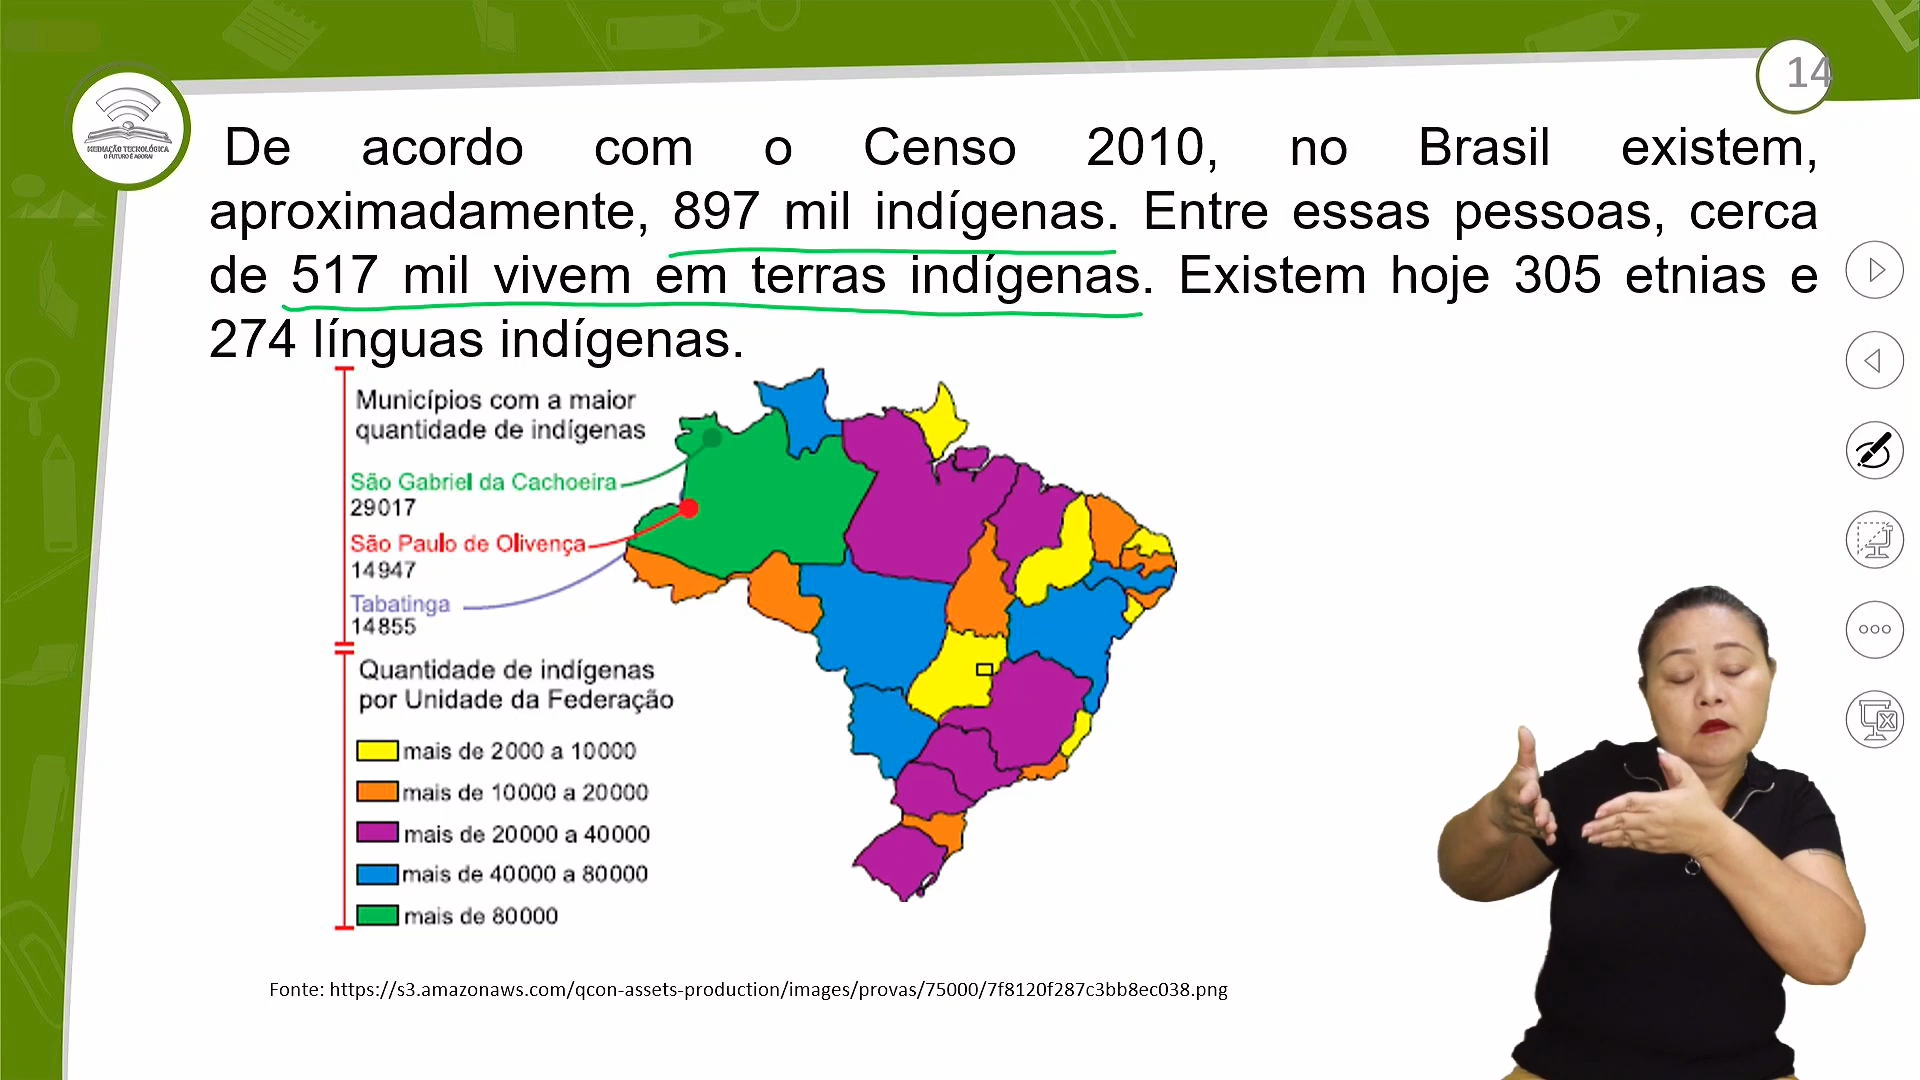 14
MEDIAÇÃO TECNOLÓGICA
O FUTURO É AGORA!
De acordo com o Censo 2010, no Brasil existem,
aproximadamente, 897 mil indígenas. Entre essas pessoas, cerca
de 517 mil vivem em terras indígenas. Existem hoje 305 etnias e
274 línguas indígenas.
Municípios com a maior
quantidade de indígenas
São Gabriel da Cachoeira
29017
São Paulo de Olivença
14947
Tabatinga
14855
Quantidade de indígenas
por Unidade da Federação
mais de 2000 a 10000
mais de 10000 a 20000
mais de 20000 a 40000
mais de 40000 a 80000
mais de 80000
Fonte: https://s3.amazonaws.com/qcon-assets-production/images/provas/75000/7f8120f287c3bb8ec038.png